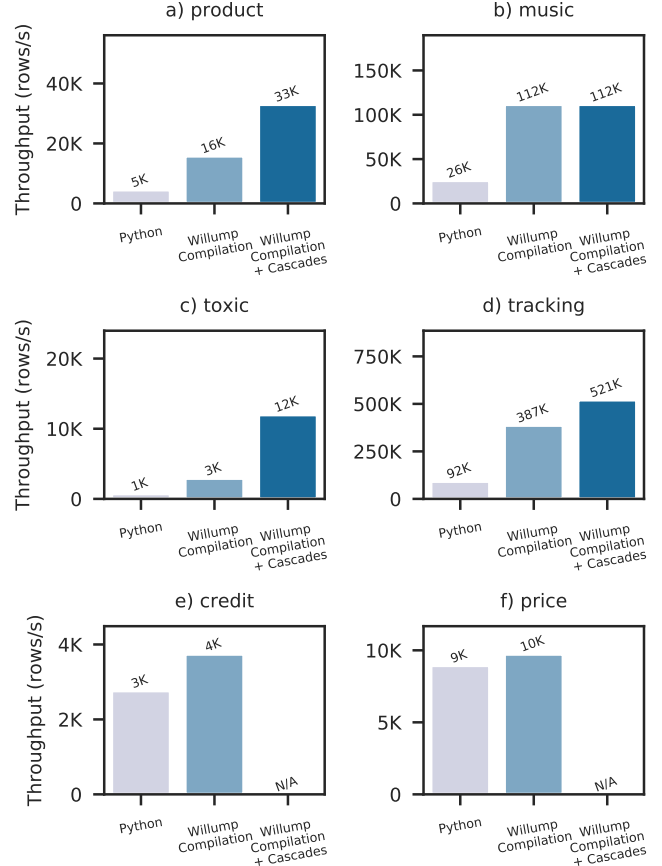 a) product
Throughput (rows/s)
40K
20K
0
5K
16K
33K
Python
Willump
Compilation
Willump
Compilation
+ Cascades
b) music
150K
100K
50K
0
26K
112K
112K
Python
Willump
Compilation
Willump
Compilation
+ Cascades
c) toxic
Throughput (rows/s)
20K
10K
0
1K
3K
12K
Python
Willump
Compilation
Willump
Compilation
+ Cascades
d) tracking
750K
500K
250K
0
92K
387K
521K
Python
Willump
Compilation
Willump
Compilation
+ Cascades
e) credit
Throughput (rows/s)
4K
2K
0
3K
4K
N/A
Python
Willump
Compilation
Willump
Compilation
+ Cascades
f) price
10K
5K
0
9K
10K
N/A
Python
Willump
Compilation
Willump
Compilation
+ Cascades